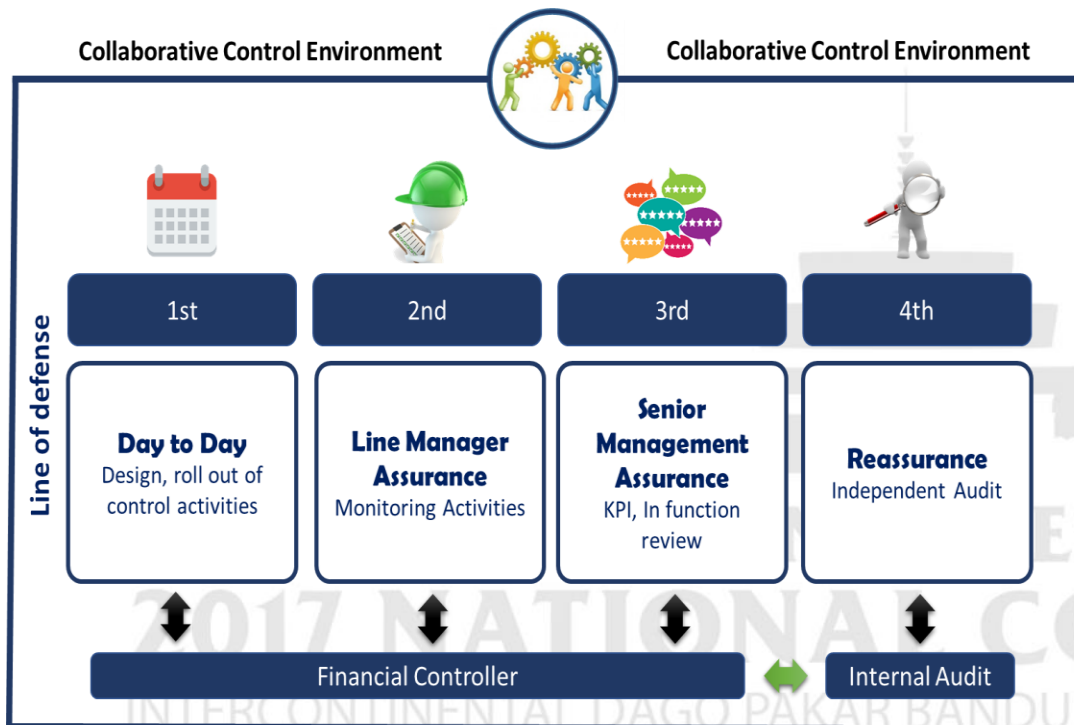 Collaborative Control Environment
Collaborative Control Environment
Line of defense
1st
2nd
3rd
4th
Day to Day
Design, roll out of
control activities
Line Manager
Assurance
Monitoring Activities
Senior
Management
Assurance
KPI, In function
review
Reassurance
Independent Audit
Financial Controller
Internal Audit
2017 NATIONAL CO
INTERCONTINENTAL DAGO PAKAR BANDU